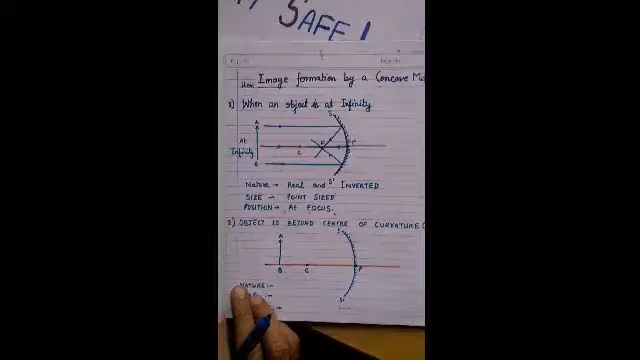 SAFE!
Image formation by a Concave
1) When an object is at Infinity
A
S
At
Infinity
C
F
P
B
S'
Nature → Real and INVERTED
SIZE → POINT SIZED
POSITION → At FOCUS.
2) OBJECT IS BEYOND CENTRE OF CURVATURE
A
S
B
C
P
NATURE:-
S'